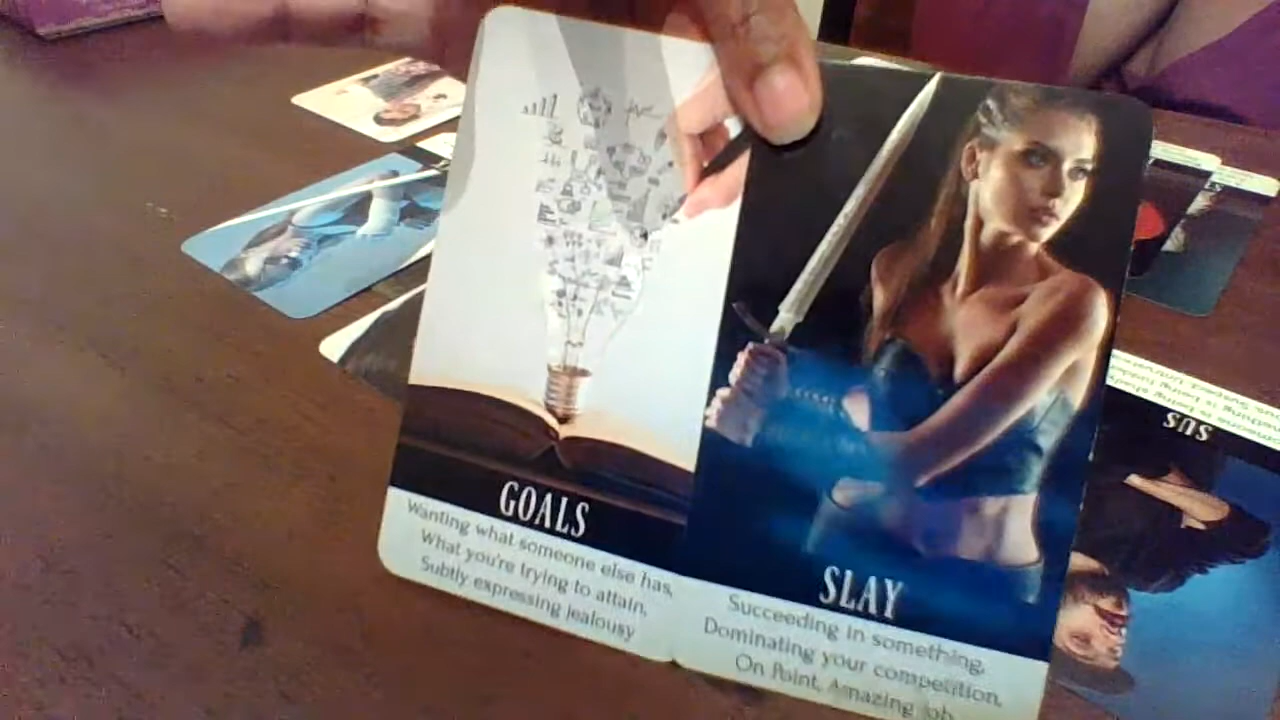 GOALS
Wanting what someone else has,
What you're trying to attain,
Subtly expressing jealousy
SLAY
Succeeding in something,
Dominating your competition,
On Point, Amazing job
SUS